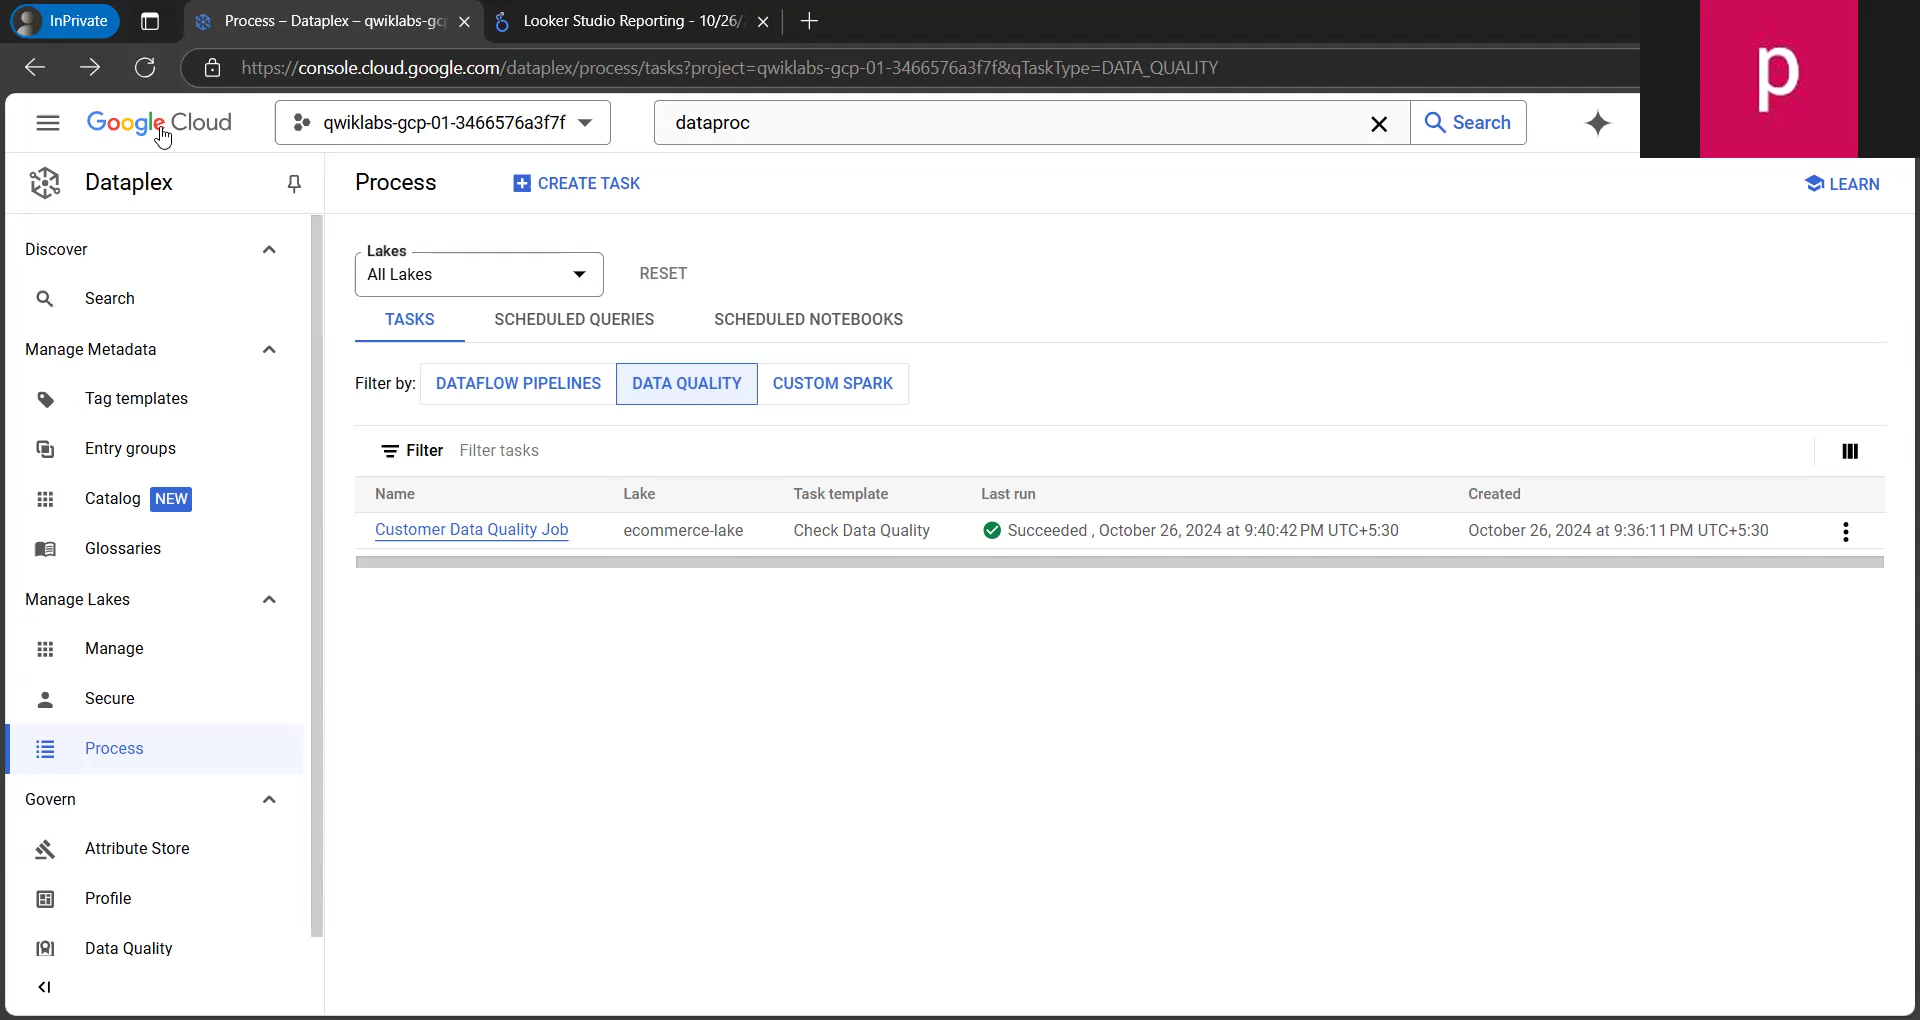 InPrivate
Process – Dataplex – qwiklabs-gc
Looker Studio Reporting - 10/26/
https://console.cloud.google.com/dataplex/process/tasks?project=qwiklabs-gcp-01-3466576a3f7f&qTaskType=DATA_QUALITY
p
Google Cloud
qwiklabs-gcp-01-3466576a3f7f
dataproc
Search
Dataplex
Process
CREATE TASK
LEARN
Discover
Search
Manage Metadata
Tag templates
Entry groups
Catalog NEW
Glossaries
Manage Lakes
Manage
Secure
Process
Govern
Attribute Store
Profile
Data Quality
Lakes
All Lakes
RESET
TASKS SCHEDULED QUERIES SCHEDULED NOTEBOOKS
Filter by: DATAFLOW PIPELINES DATA QUALITY CUSTOM SPARK
Filter Filter tasks
Name Lake Task template Last run Created
Customer Data Quality Job ecommerce-lake Check Data Quality Succeeded , October 26, 2024 at 9:40:42 PM UTC+5:30 October 26, 2024 at 9:36:11 PM UTC+5:30